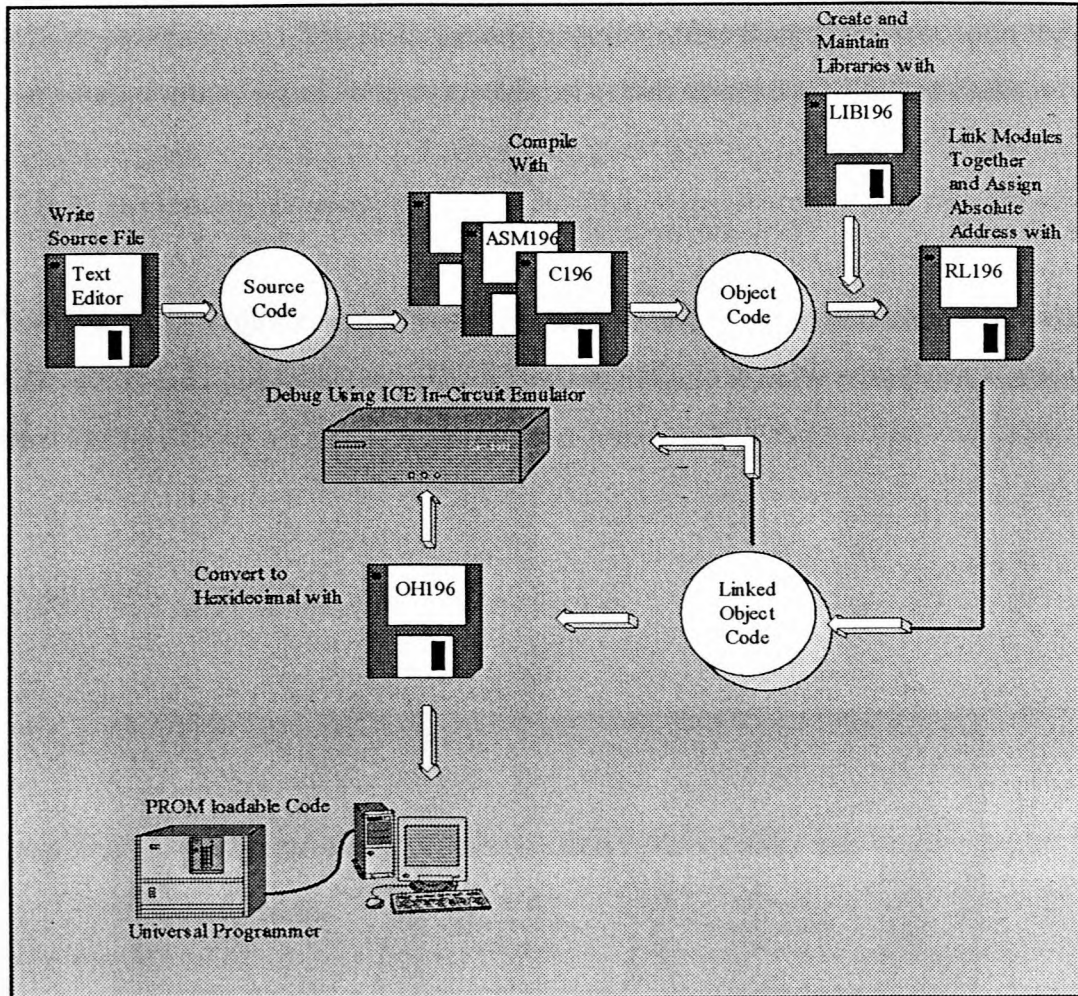 Create and
Maintain
Libraries with
LIB196
Link Modules
Together
and Assign
Absolute
Address with
RL196
Compile
With
ASM196
C196
Write
Source File
Text
Editor
Source
Code
Object
Code
Debug Using ICE In-Circuit Emulator
Convert to
Hexidecimal with
OH196
Linked
Object
Code
PROM loadable Code
Universal Programmer